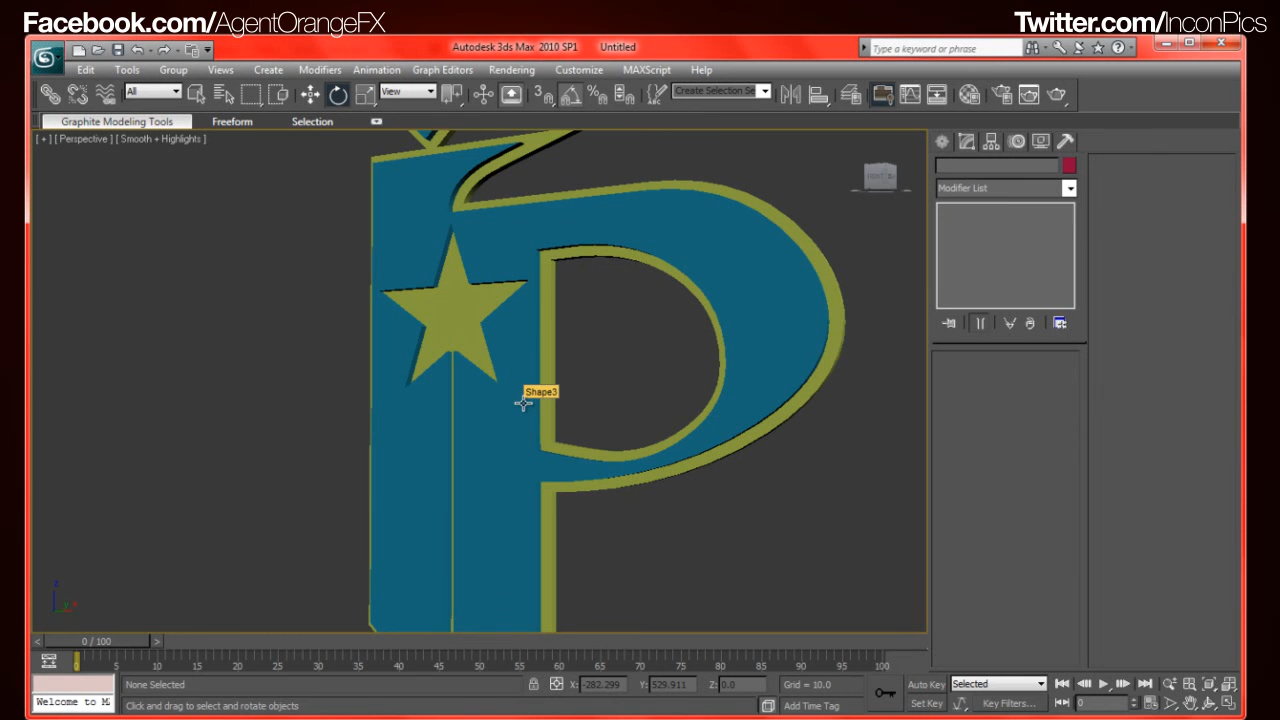 Facebook.com/AgentOrangeFX
Twitter.com/InconPics
Autodesk 3ds Max 2010 SP1 Untitled
Type a keyword or phrase
Edit Tools Group Views Create Modifiers Animation Graph Editors Rendering Customize MAXScript Help
All View 3 Create Selection Se
Graphite Modeling Tools Freeform Selection
[ + ] [ Perspective ] [ Smooth + Highlights ]
Modifier List
Shape3
z
x
0 / 100
0 5 10 15 20 25 30 35 40 45 50 55 60 65 70 75 80 85 90 95 100
None Selected X: -282.299 Y: 529.911 Z: 0.0 Grid = 10.0 Auto Key Selected
Welcome to M Click and drag to select and rotate objects Add Time Tag Set Key Key Filters... 0